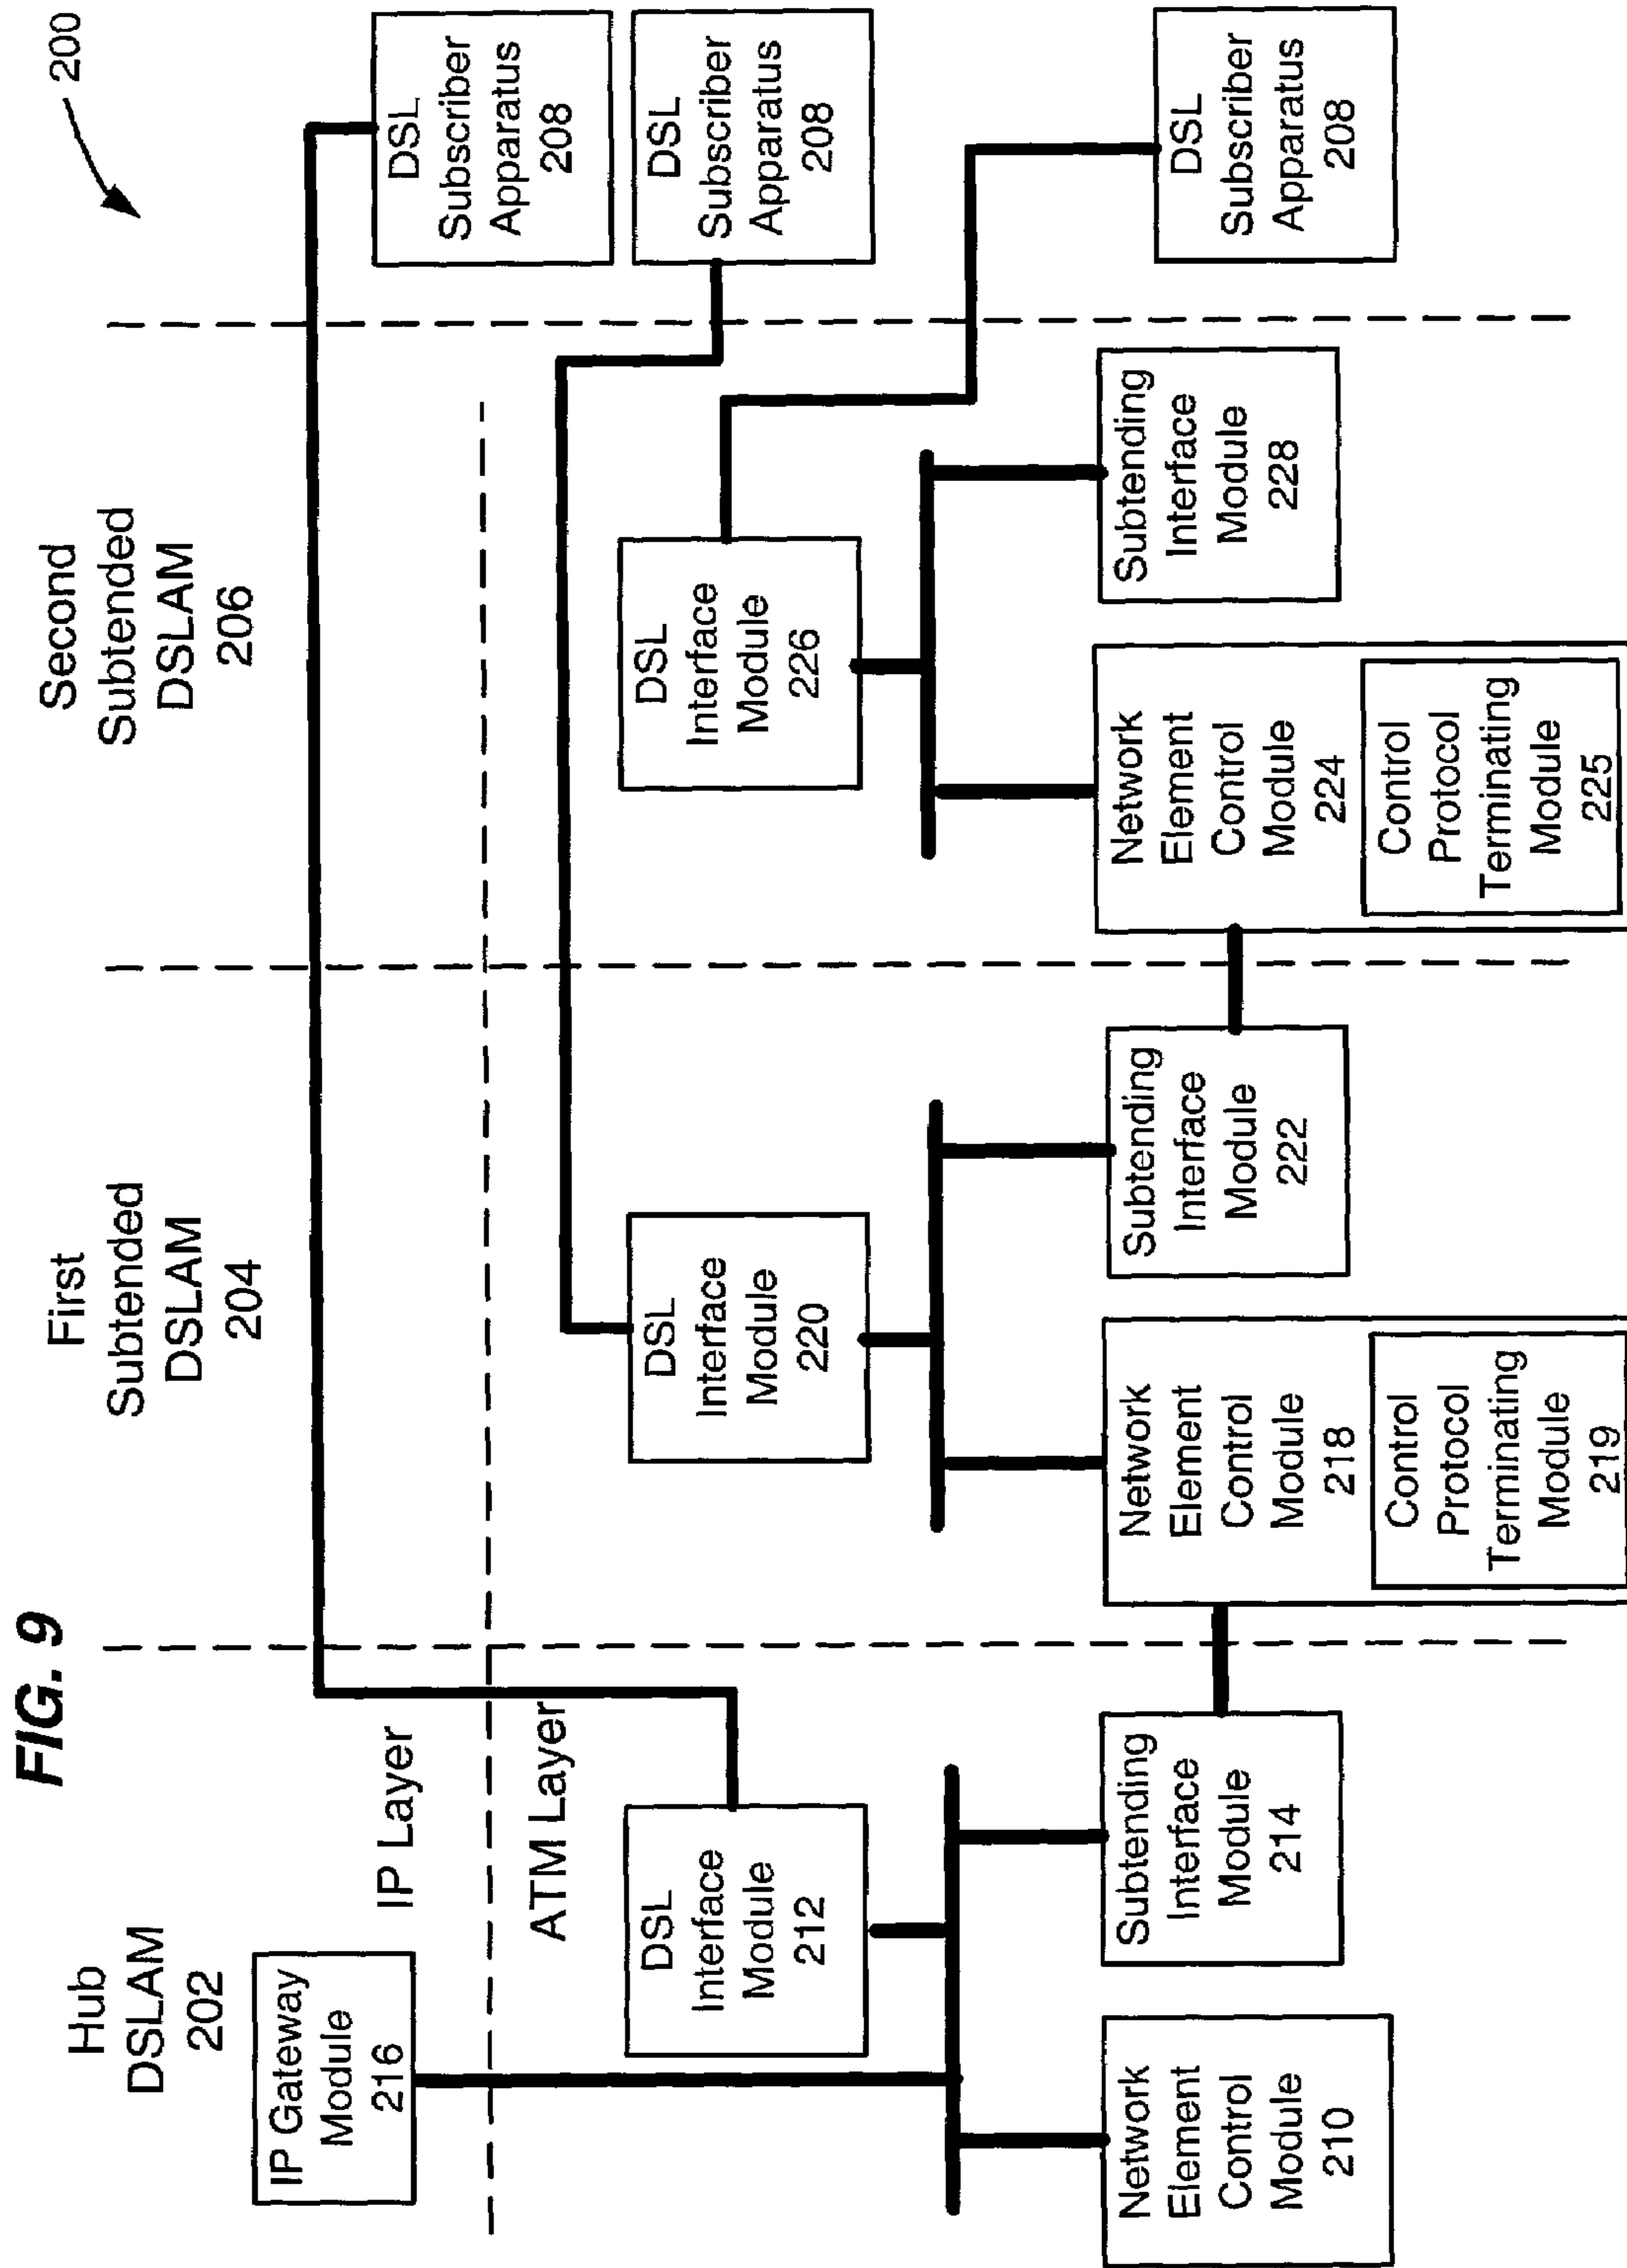 FIG. 9
200
Hub
DSLAM
202
First
Subtended
DSLAM
204
Second
Subtended
DSLAM
206
IP Gateway
Module
216
IP Layer
ATM Layer
DSL
Interface
Module
212
Network
Element
Control
Module
210
Subtending
Interface
Module
214
DSL
Interface
Module
220
Network
Element
Control
Module
218
Control
Protocol
Terminating
Module
219
Subtending
Interface
Module
222
DSL
Interface
Module
226
Network
Element
Control
Module
224
Control
Protocol
Terminating
Module
225
Subtending
Interface
Module
228
DSL
Subscriber
Apparatus
208
DSL
Subscriber
Apparatus
208
DSL
Subscriber
Apparatus
208